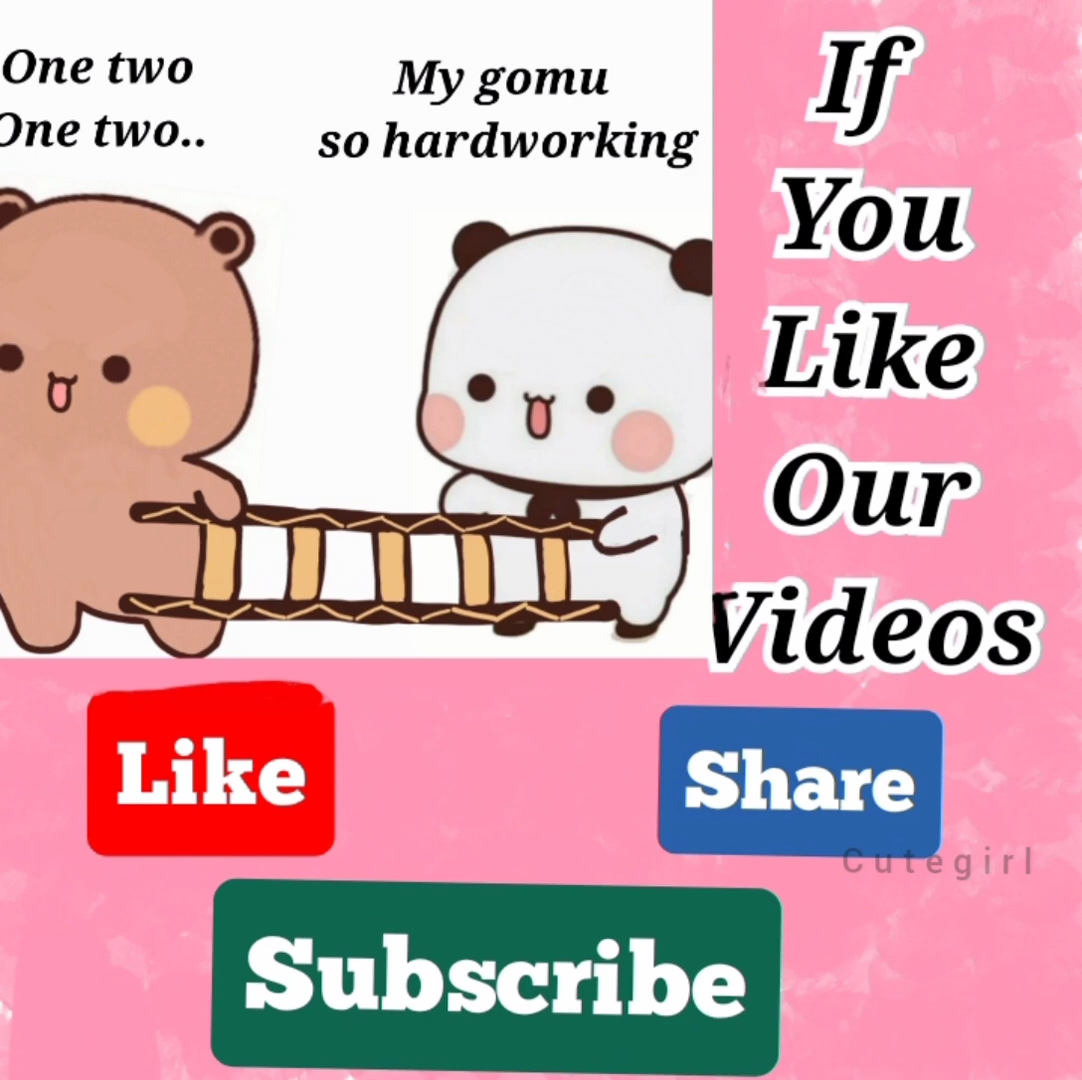 One two
One two..
My gomu
so hardworking
If
You
Like
Our
Videos
Like
Share
Cutegirl
Subscribe